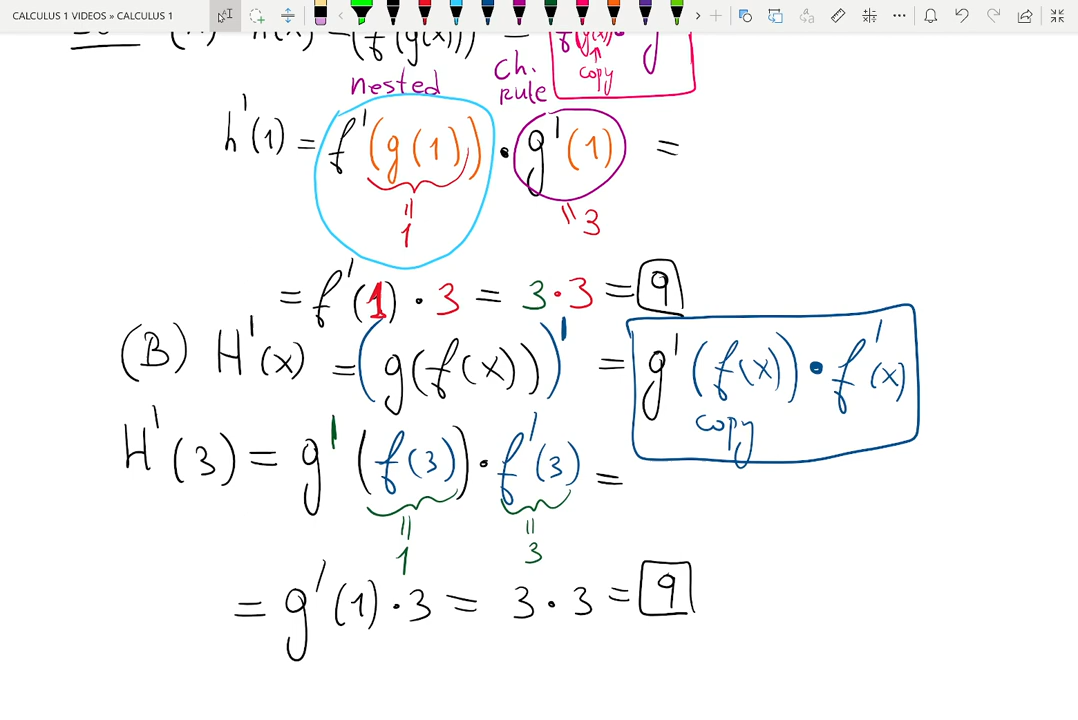 CALCULUS 1 VIDEOS » CALCULUS 1
(f(g(x))) =
nested
ch. rule
copy
h'(1) = f'(g(1)) · g'(1) =
= 1
= 3
= f'(1) · 3 = 3·3 = 9
(B) H'(x) = (g(f(x)))' = g'(f(x)) · f'(x)
copy
H'(3) = g'(f(3)) · f'(3) =
= 1
= 3
= g'(1) · 3 = 3 · 3 = 9